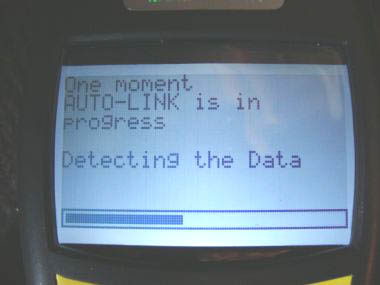 One moment
AUTO-LINK is in
progress
Detecting the Data